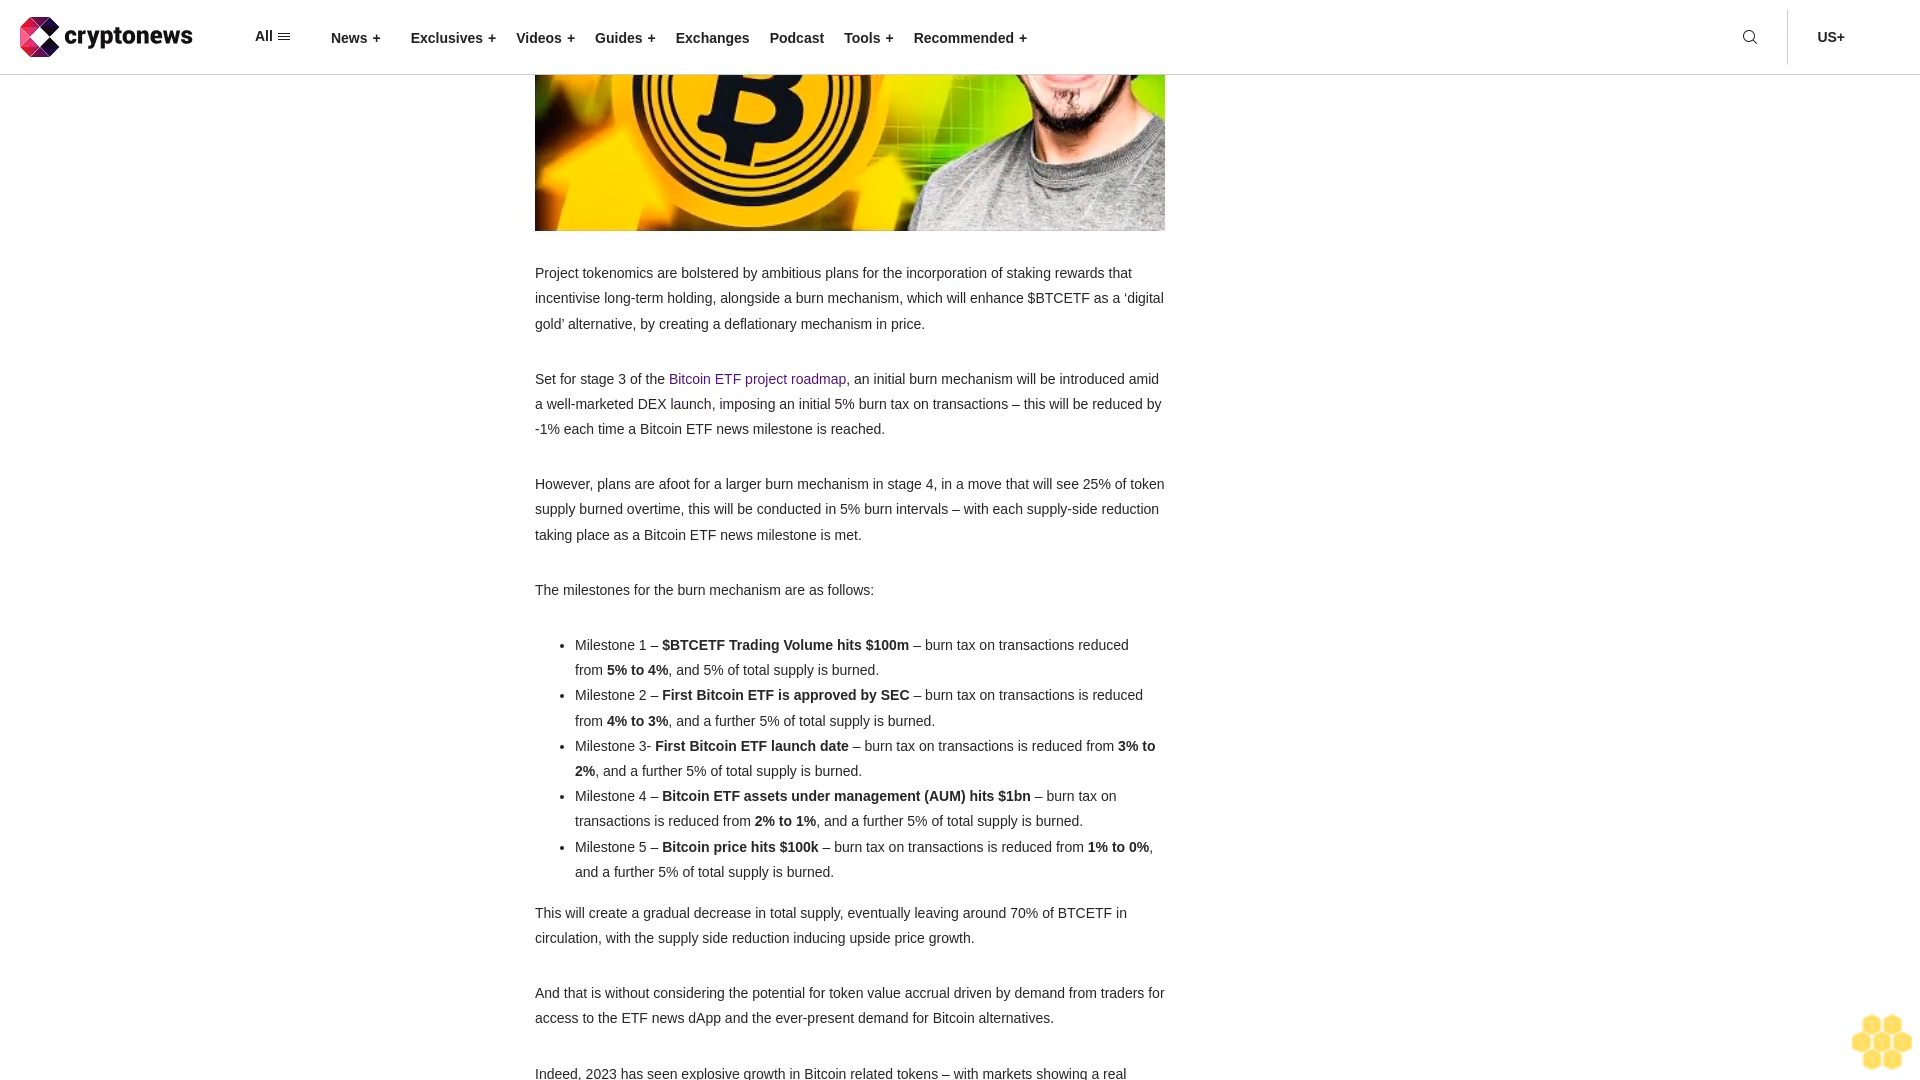 cryptonews
All
News +
Exclusives +
Videos +
Guides +
Exchanges
Podcast
Tools +
Recommended +
US+
Project tokenomics are bolstered by ambitious plans for the incorporation of staking rewards that
incentivise long-term holding, alongside a burn mechanism, which will enhance $BTCETF as a ‘digital
gold’ alternative, by creating a deflationary mechanism in price.
Set for stage 3 of the Bitcoin ETF project roadmap, an initial burn mechanism will be introduced amid
a well-marketed DEX launch, imposing an initial 5% burn tax on transactions – this will be reduced by
-1% each time a Bitcoin ETF news milestone is reached.
However, plans are afoot for a larger burn mechanism in stage 4, in a move that will see 25% of token
supply burned overtime, this will be conducted in 5% burn intervals – with each supply-side reduction
taking place as a Bitcoin ETF news milestone is met.
The milestones for the burn mechanism are as follows:
• Milestone 1 – $BTCETF Trading Volume hits $100m – burn tax on transactions reduced
from 5% to 4%, and 5% of total supply is burned.
• Milestone 2 – First Bitcoin ETF is approved by SEC – burn tax on transactions is reduced
from 4% to 3%, and a further 5% of total supply is burned.
• Milestone 3- First Bitcoin ETF launch date – burn tax on transactions is reduced from 3% to
2%, and a further 5% of total supply is burned.
• Milestone 4 – Bitcoin ETF assets under management (AUM) hits $1bn – burn tax on
transactions is reduced from 2% to 1%, and a further 5% of total supply is burned.
• Milestone 5 – Bitcoin price hits $100k – burn tax on transactions is reduced from 1% to 0%,
and a further 5% of total supply is burned.
This will create a gradual decrease in total supply, eventually leaving around 70% of BTCETF in
circulation, with the supply side reduction inducing upside price growth.
And that is without considering the potential for token value accrual driven by demand from traders for
access to the ETF news dApp and the ever-present demand for Bitcoin alternatives.
Indeed, 2023 has seen explosive growth in Bitcoin related tokens – with markets showing a real